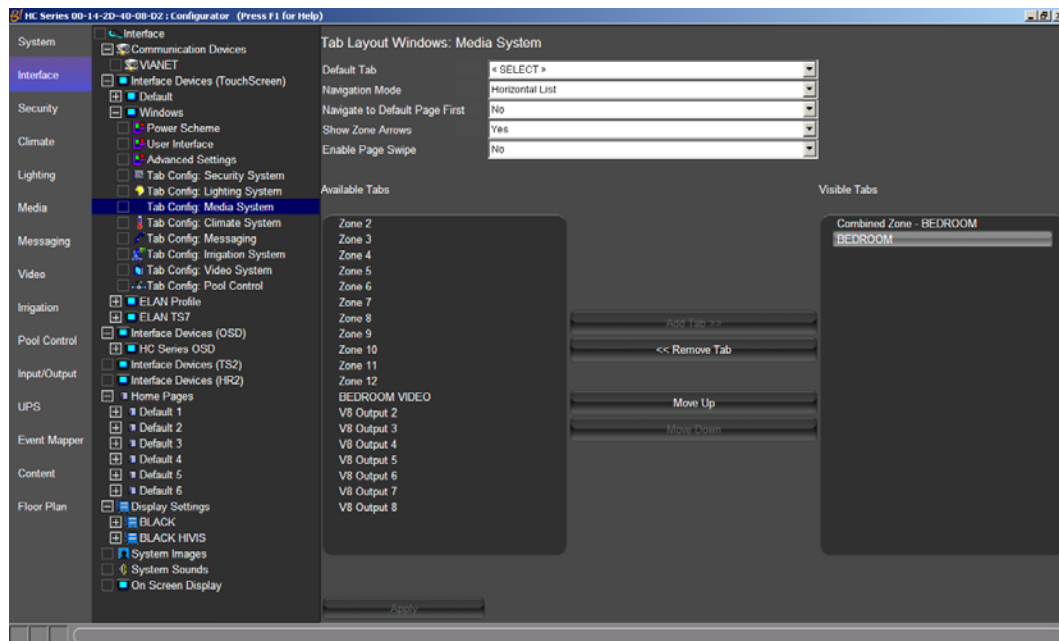 HC Series 00-14-2D-40-08-DZ : Configurator (Press F1 for Help)
System
Interface
Security
Climate
Lighting
Media
Messaging
Video
Irrigation
Pool Control
Input/Output
UPS
Event Mapper
Content
Floor Plan
Interface
Communication Devices
VIANET
Interface Devices (TouchScreen)
Default
Windows
Power Scheme
User Interface
Advanced Settings
Tab Config: Security System
Tab Config: Lighting System
Tab Config: Media System
Tab Config: Climate System
Tab Config: Messaging
Tab Config: Irrigation System
Tab Config: Video System
Tab Config: Pool Control
ELAN Profile
ELAN TS7
Interface Devices (OSD)
HC Series OSD
Interface Devices (TS2)
Interface Devices (HR2)
Home Pages
Default 1
Default 2
Default 3
Default 4
Default 5
Default 6
Display Settings
BLACK
BLACK HIVIS
System Images
System Sounds
On Screen Display
Tab Layout Windows: Media System
Default Tab « SELECT »
Navigation Mode Horizontal List
Navigate to Default Page First No
Show Zone Arrows Yes
Enable Page Swipe No
Available Tabs
Zone 2
Zone 3
Zone 4
Zone 5
Zone 6
Zone 7
Zone 8
Zone 9
Zone 10
Zone 11
Zone 12
BEDROOM VIDEO
V8 Output 2
V8 Output 3
V8 Output 4
V8 Output 5
V8 Output 6
V8 Output 7
V8 Output 8
Add Tab >>
<< Remove Tab
Move Up
Move Down
Visible Tabs
Combined Zone - BEDROOM
BEDROOM
Apply